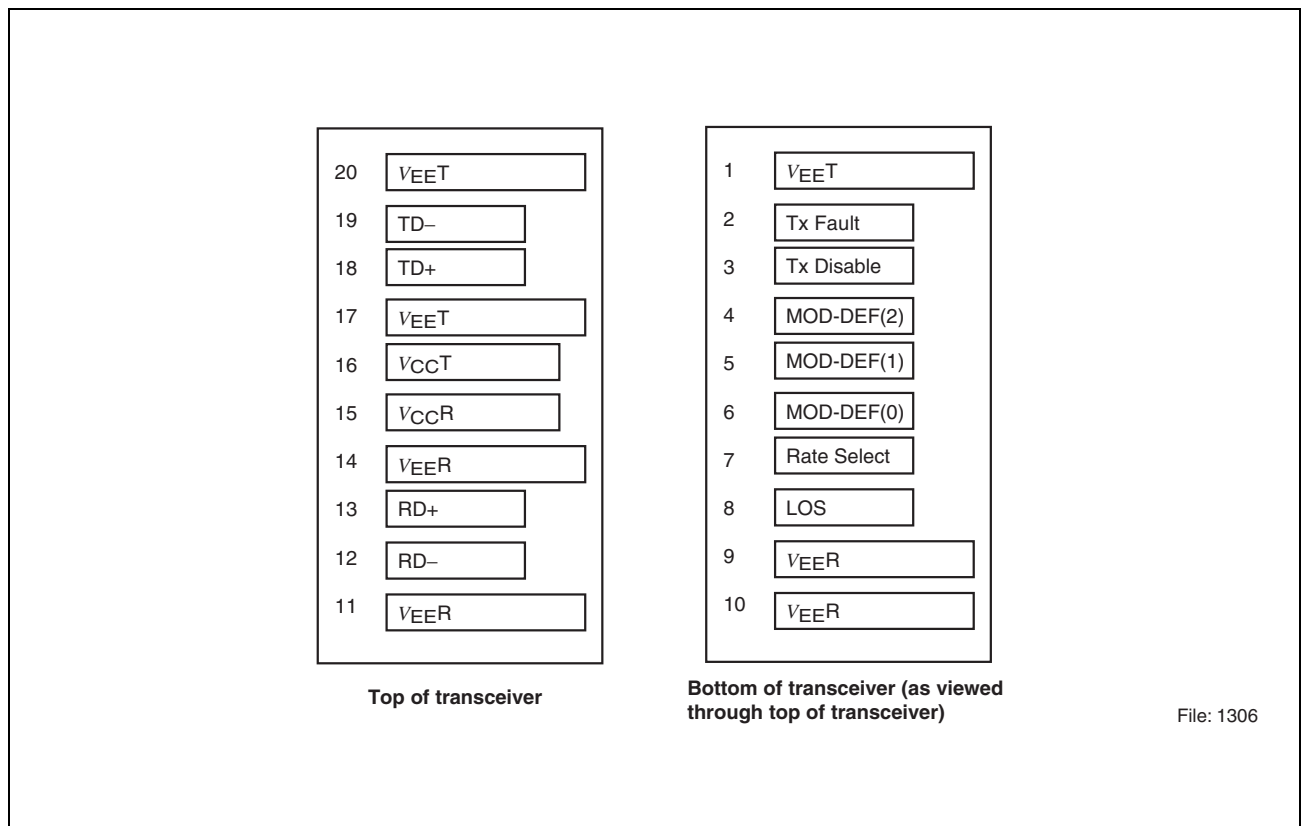 20 VEET
19 TD–
18 TD+
17 VEET
16 VCCT
15 VCCR
14 VEER
13 RD+
12 RD–
11 VEER
Top of transceiver
1 VEET
2 Tx Fault
3 Tx Disable
4 MOD-DEF(2)
5 MOD-DEF(1)
6 MOD-DEF(0)
7 Rate Select
8 LOS
9 VEER
10 VEER
Bottom of transceiver (as viewed
through top of transceiver)
File: 1306